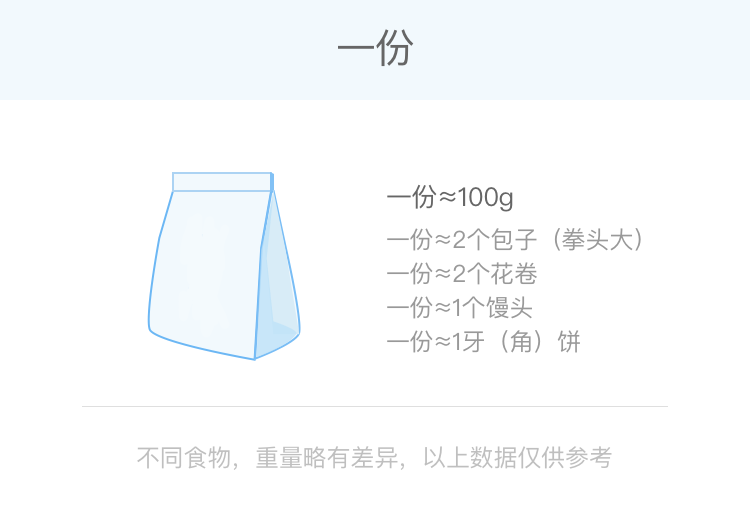 一份
一份≈100g
一份≈2个包子（拳头大）
一份≈2个花卷
一份≈1个馒头
一份≈1牙（角）饼
不同食物，重量略有差异，以上数据仅供参考